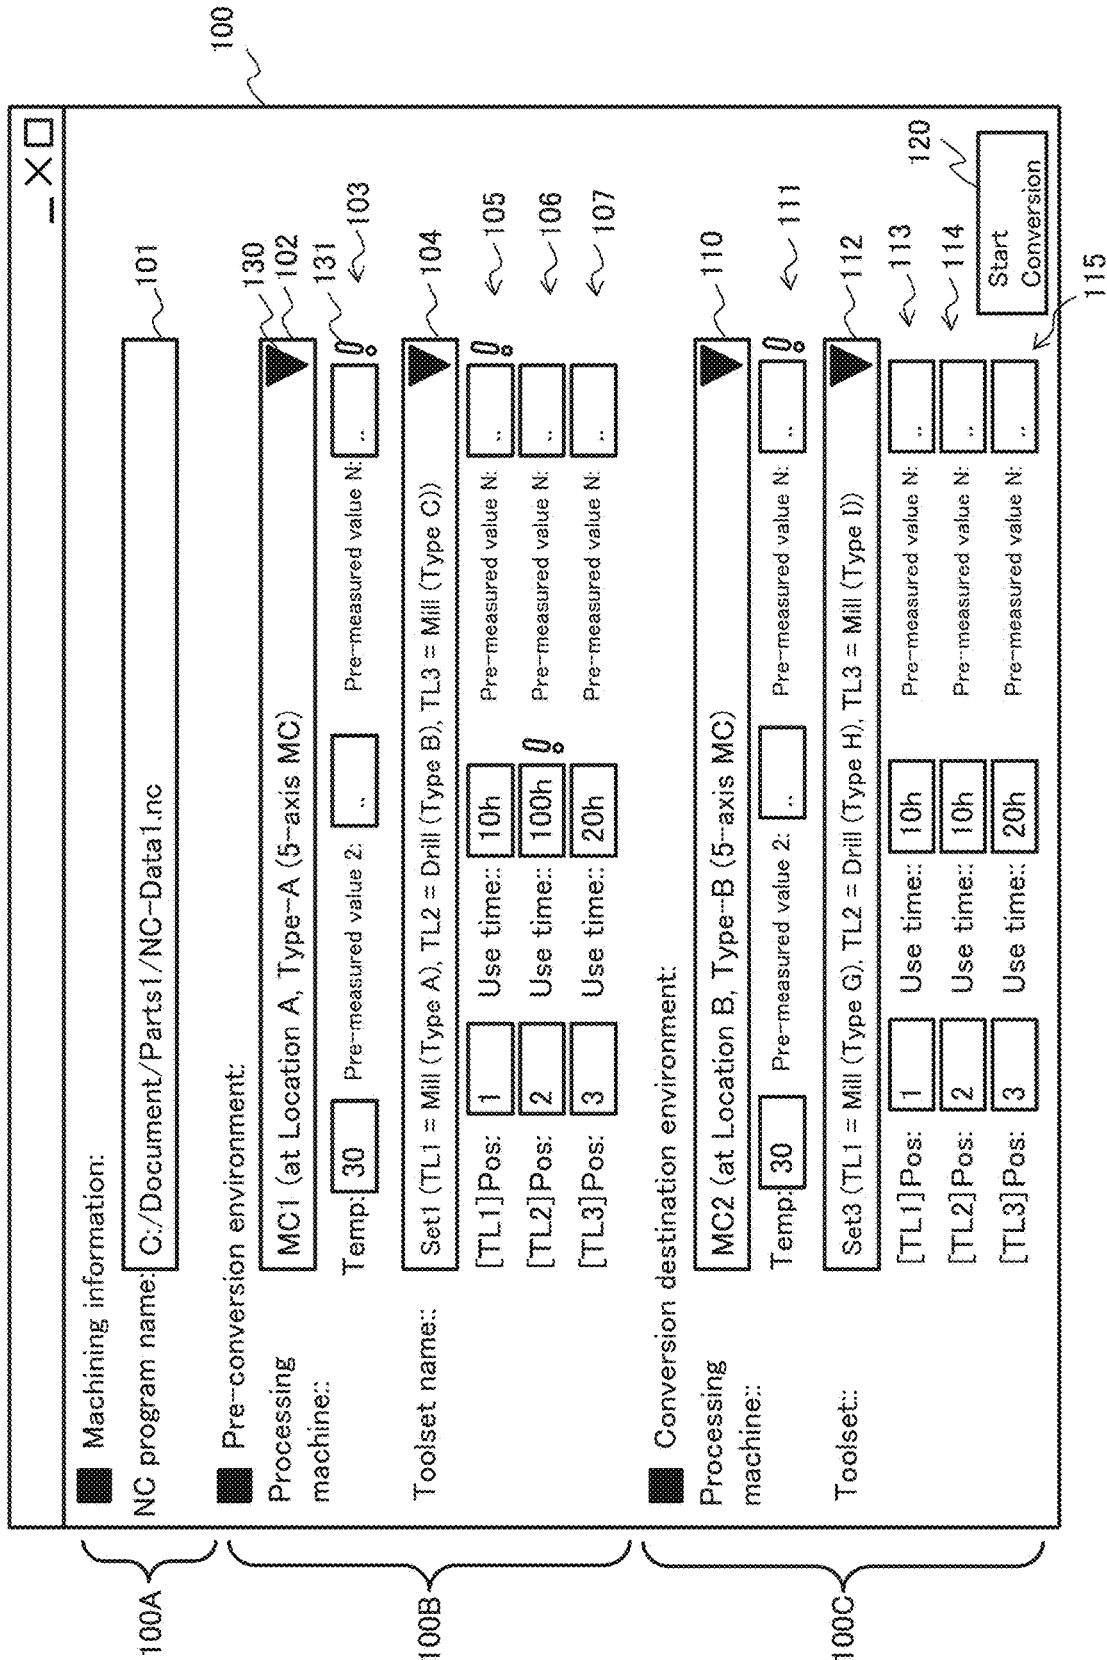 100
_ X
100A
Machining information:
NC program name: C:/Document/Parts1/NC-Data1.nc
101
100B
Pre-conversion environment:
130
Processing machine::
MC1 (at Location A, Type-A (5-axis MC)
102
131
Temp: 30 Pre-measured value 2: .. Pre-measured value N: .. !
103
Toolset name::
Set1 (TL1 = Mill (Type A), TL2 = Drill (Type B), TL3 = Mill (Type C))
104
[TL1]Pos: 1 Use time:: 10h Pre-measured value N: .. !
105
[TL2]Pos: 2 Use time:: 100h ! Pre-measured value N: ..
106
[TL3]Pos: 3 Use time:: 20h Pre-measured value N: ..
107
100C
Conversion destination environment:
Processing machine::
MC2 (at Location B, Type-B (5-axis MC)
110
Temp: 30 Pre-measured value 2: .. Pre-measured value N: .. !
111
Toolset::
Set3 (TL1 = Mill (Type G), TL2 = Drill (Type H), TL3 = Mill (Type I))
112
[TL1]Pos: 1 Use time:: 10h Pre-measured value N: ..
113
[TL2]Pos: 2 Use time:: 10h Pre-measured value N: ..
114
[TL3]Pos: 3 Use time:: 20h Pre-measured value N: ..
115
120
Start
Conversion